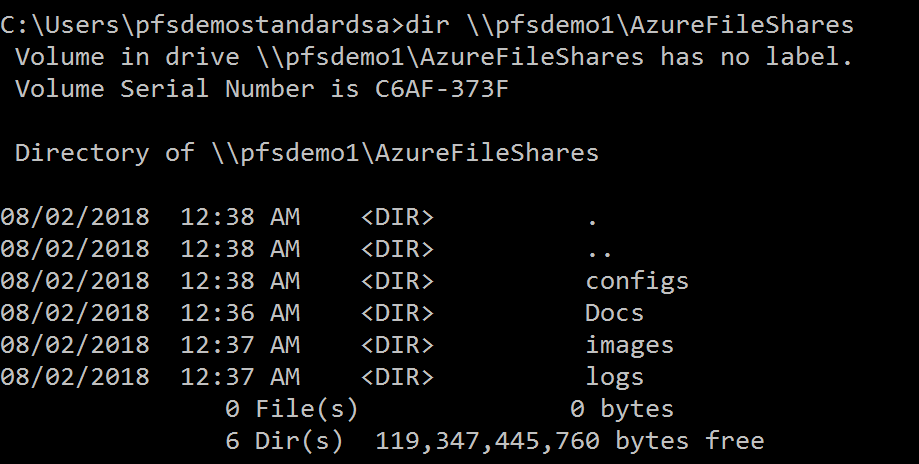 C:\Users\pfsdemostandardsa>dir \\pfsdemo1\AzureFileShares
 Volume in drive \\pfsdemo1\AzureFileShares has no label.
 Volume Serial Number is C6AF-373F

 Directory of \\pfsdemo1\AzureFileShares

08/02/2018  12:38 AM    <DIR>          .
08/02/2018  12:38 AM    <DIR>          ..
08/02/2018  12:38 AM    <DIR>          configs
08/02/2018  12:36 AM    <DIR>          Docs
08/02/2018  12:37 AM    <DIR>          images
08/02/2018  12:37 AM    <DIR>          logs
               0 File(s)              0 bytes
               6 Dir(s)  119,347,445,760 bytes free